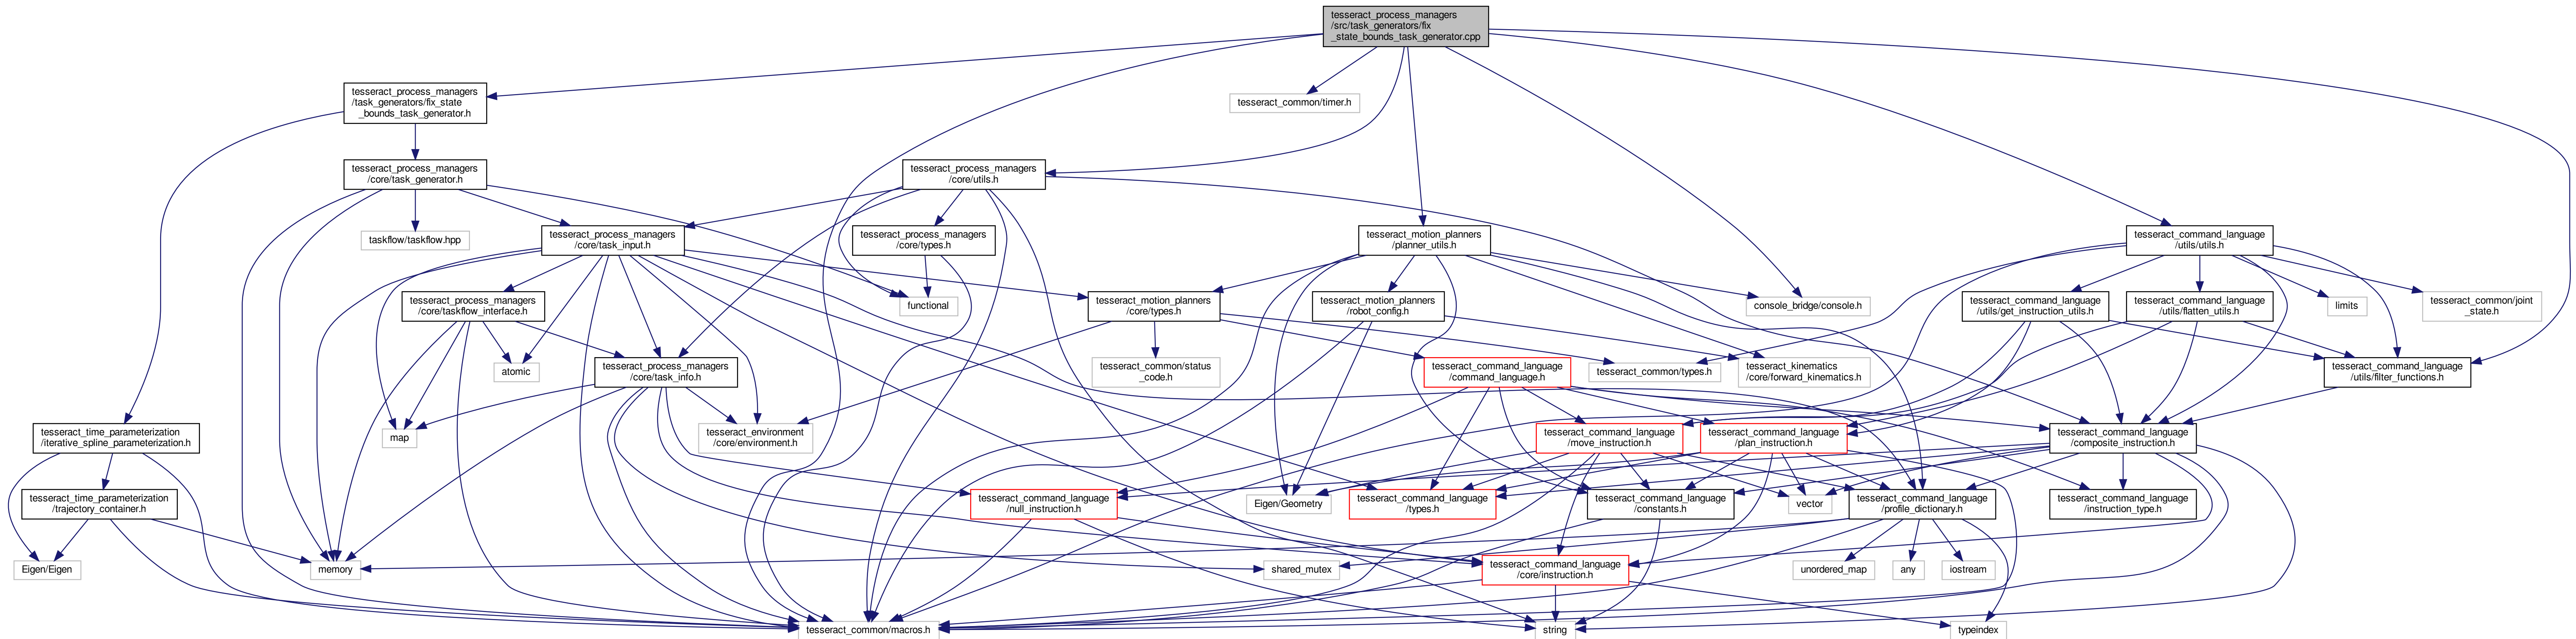 tesseract_process_managers
/src/task_generators/fix
_state_bounds_task_generator.cpp
tesseract_process_managers
/task_generators/fix_state
_bounds_task_generator.h
tesseract_common/timer.h
tesseract_process_managers
/core/task_generator.h
tesseract_process_managers
/core/utils.h
taskflow/taskflow.hpp
tesseract_process_managers
/core/task_input.h
tesseract_process_managers
/core/types.h
tesseract_motion_planners
/planner_utils.h
tesseract_command_language
/utils/utils.h
tesseract_process_managers
/core/taskflow_interface.h
functional
tesseract_motion_planners
/core/types.h
tesseract_motion_planners
/robot_config.h
console_bridge/console.h
tesseract_command_language
/utils/get_instruction_utils.h
tesseract_command_language
/utils/flatten_utils.h
limits
tesseract_common/joint
_state.h
atomic
tesseract_process_managers
/core/task_info.h
tesseract_common/status
_code.h
tesseract_command_language
/command_language.h
tesseract_common/types.h
tesseract_kinematics
/core/forward_kinematics.h
tesseract_command_language
/utils/filter_functions.h
tesseract_time_parameterization
/iterative_spline_parameterization.h
map
tesseract_environment
/core/environment.h
tesseract_command_language
/move_instruction.h
tesseract_command_language
/plan_instruction.h
tesseract_command_language
/composite_instruction.h
tesseract_time_parameterization
/trajectory_container.h
tesseract_command_language
/null_instruction.h
Eigen/Geometry
tesseract_command_language
/types.h
tesseract_command_language
/constants.h
vector
tesseract_command_language
/profile_dictionary.h
tesseract_command_language
/instruction_type.h
Eigen/Eigen
memory
shared_mutex
tesseract_command_language
/core/instruction.h
unordered_map
any
iostream
tesseract_common/macros.h
string
typeindex